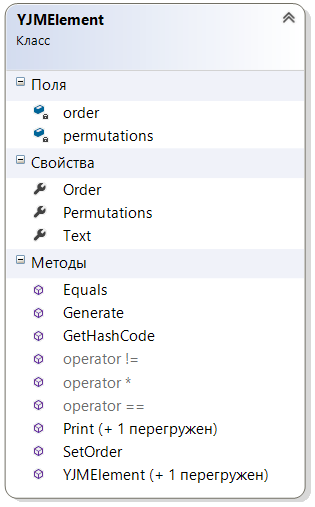 YJMElement
Класс
Поля
order
permutations
Свойства
Order
Permutations
Text
Методы
Equals
Generate
GetHashCode
operator !=
operator *
operator ==
Print (+ 1 перегружен)
SetOrder
YJMElement (+ 1 перегружен)